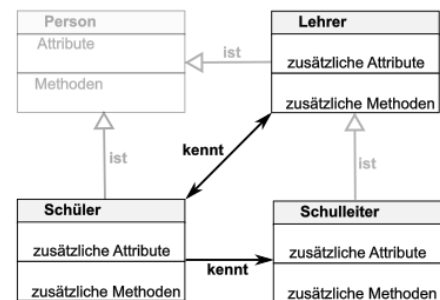 Person
Attribute
Methoden
ist
Lehrer
zusätzliche Attribute
zusätzliche Methoden
ist
kennt
ist
Schüler
zusätzliche Attribute
zusätzliche Methoden
kennt
Schulleiter
zusätzliche Attribute
zusätzliche Methoden